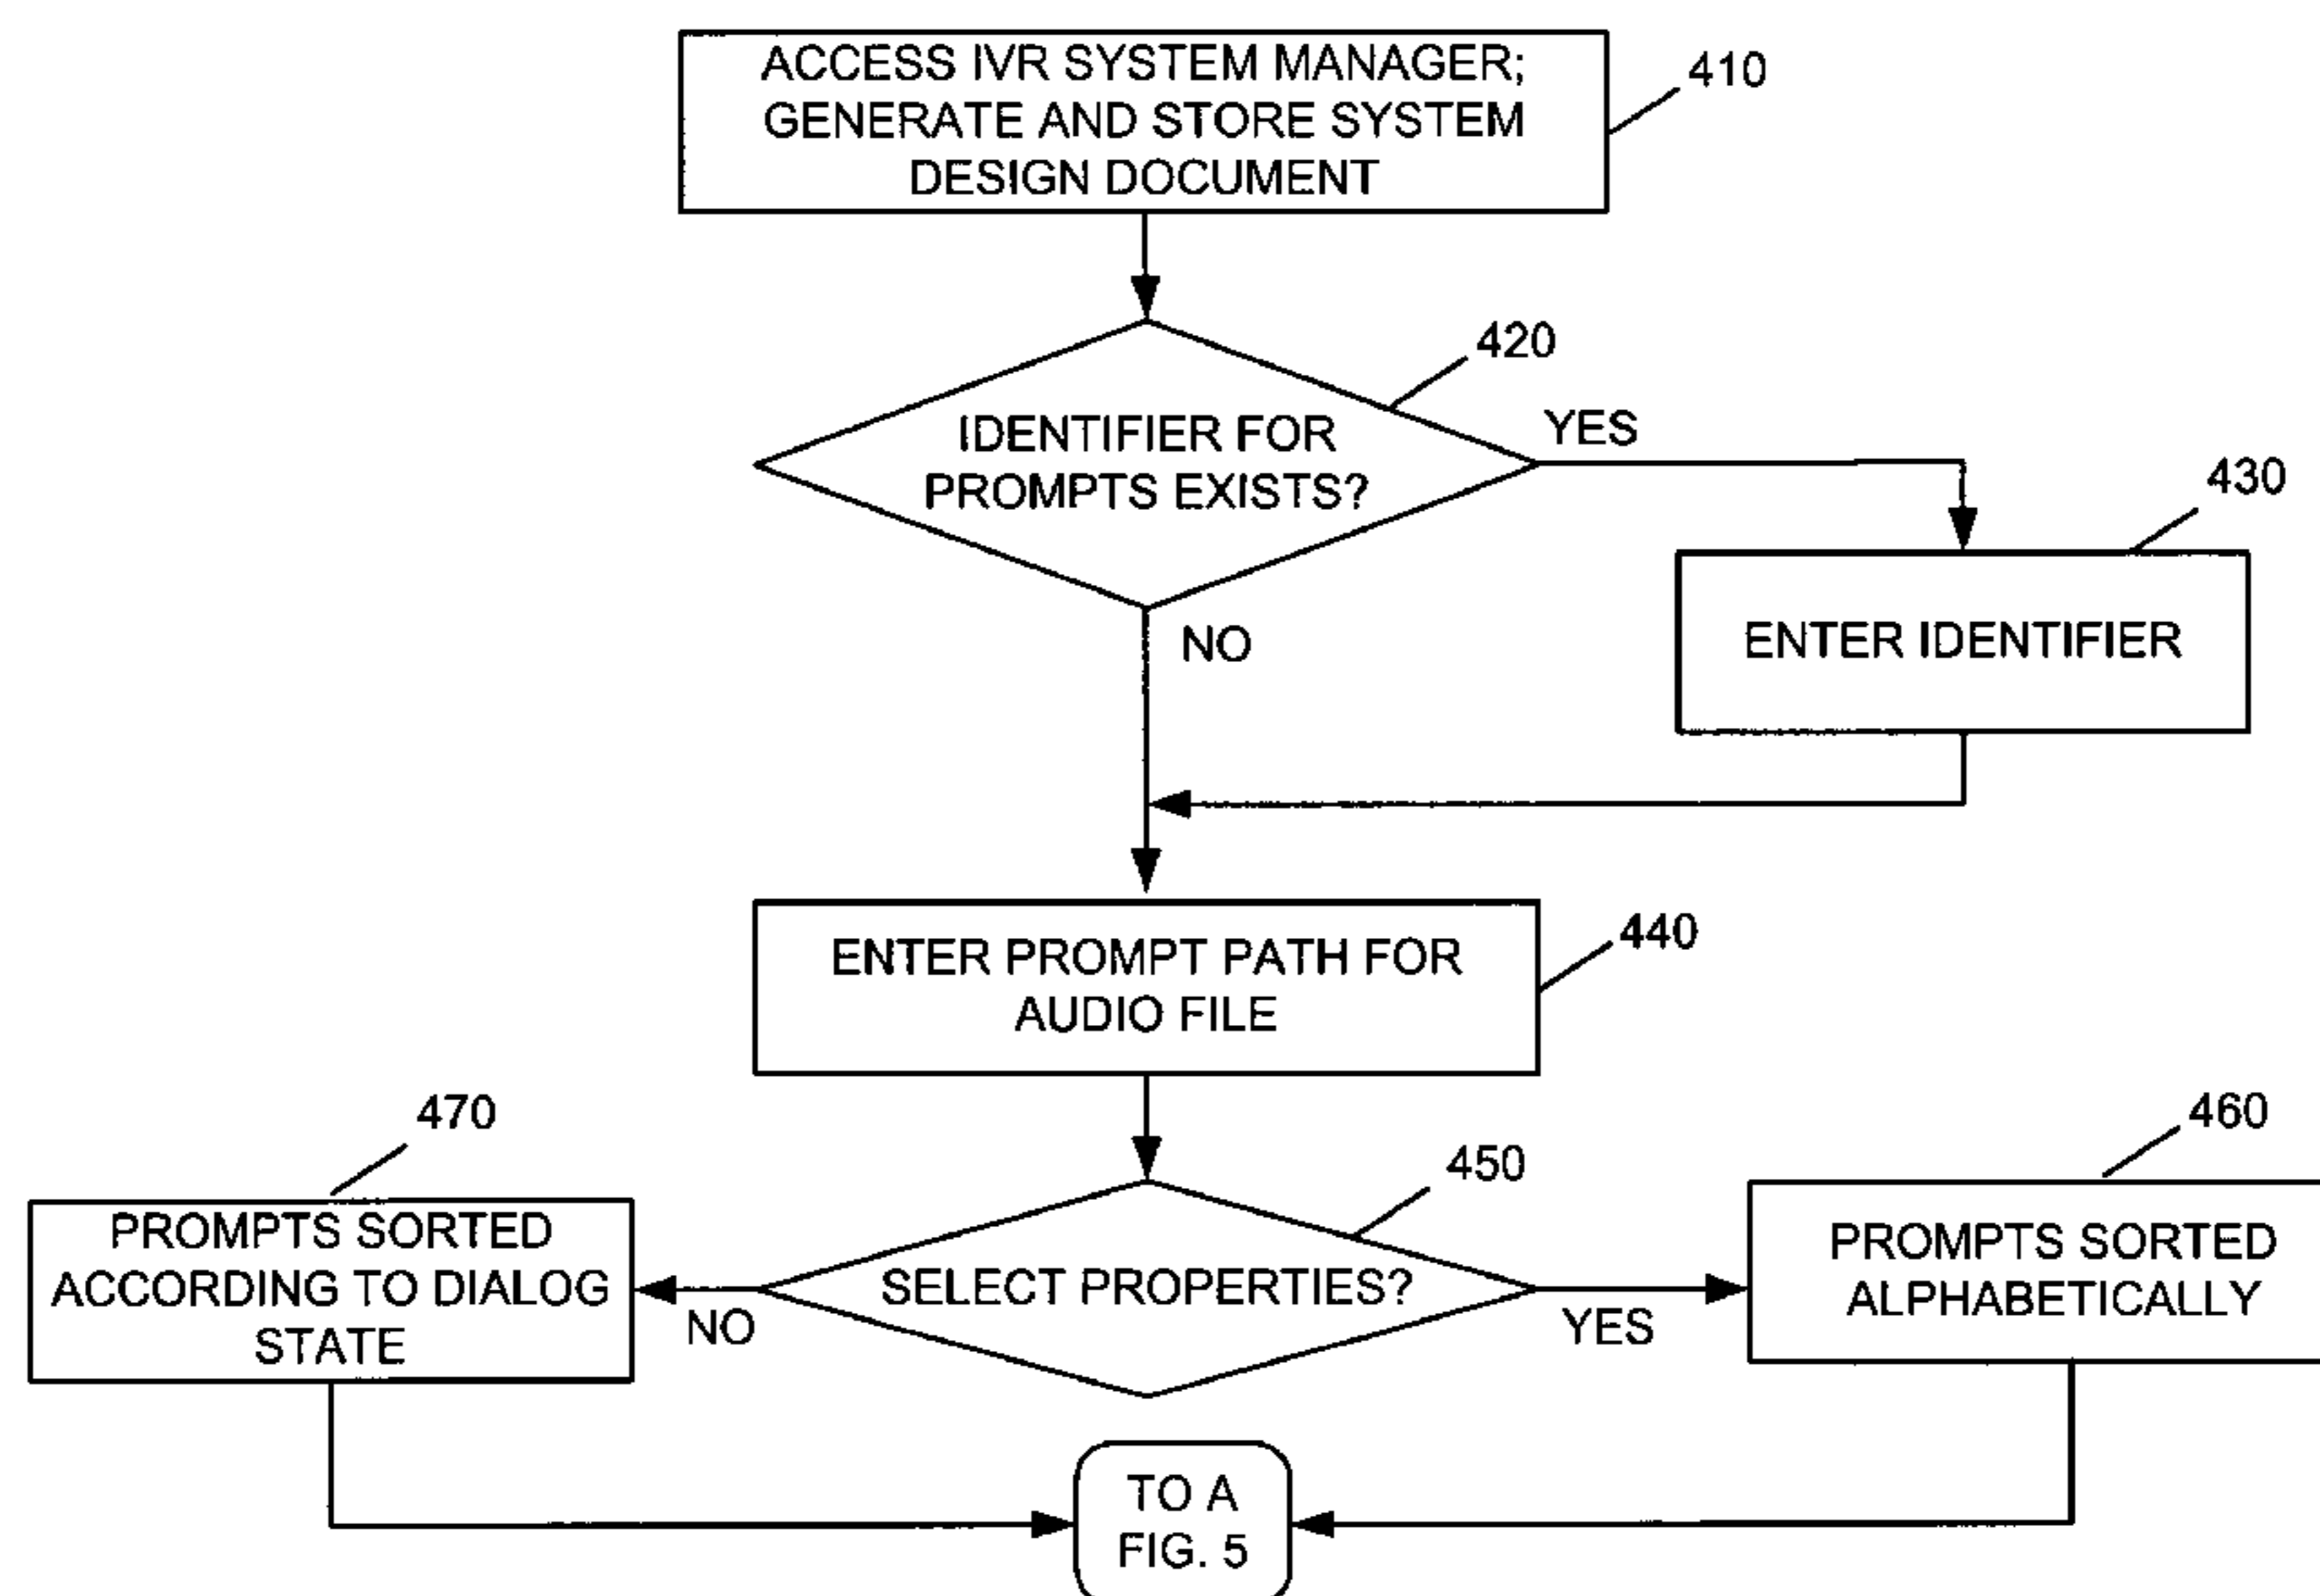 ACCESS IVR SYSTEM MANAGER;
GENERATE AND STORE SYSTEM
DESIGN DOCUMENT
410
420
IDENTIFIER FOR
PROMPTS EXISTS?
YES
NO
430
ENTER IDENTIFIER
ENTER PROMPT PATH FOR
AUDIO FILE
440
450
SELECT PROPERTIES?
NO
YES
470
PROMPTS SORTED
ACCORDING TO DIALOG
STATE
460
PROMPTS SORTED
ALPHABETICALLY
TO A
FIG. 5